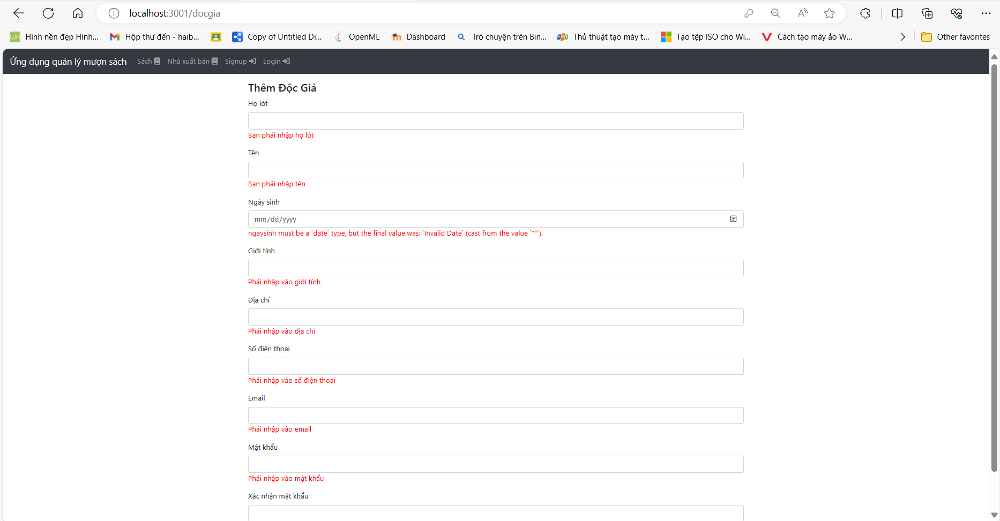 localhost:3001/docgia
Hình nền đẹp Hình... Hộp thư đến - haib... Copy of Untitled Di... OpenML Dashboard Trò chuyện trên Bin... Thủ thuật tạo máy t... Tạo tệp ISO cho Wi... Cách tạo máy ảo W... Other favorites
Ứng dụng quản lý mượn sách Sách Nhà xuất bản Signup Login
Thêm Độc Giả
Họ lót
Bạn phải nhập họ lót
Tên
Bạn phải nhập tên
Ngày sinh
mm/dd/yyyy
ngaysinh must be a `date` type, but the final value was: `Invalid Date` (cast from the value `""`).
Giới tính
Phải nhập vào giới tính
Địa chỉ
Phải nhập vào địa chỉ
Số điện thoại
Phải nhập vào số điện thoại
Email
Phải nhập vào email
Mật khẩu
Phải nhập vào mật khẩu
Xác nhận mật khẩu